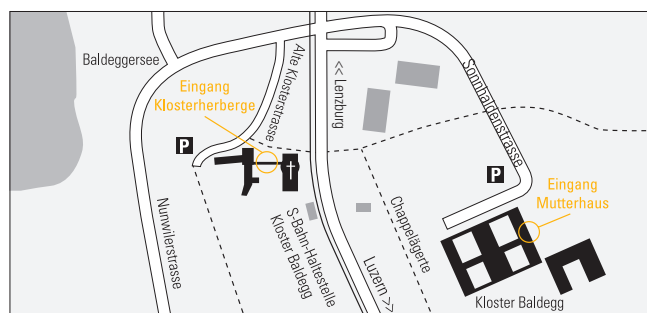 Baldeggersee
Eingang
Klosterherberge
Alte Klosterstrasse
<< Lenzburg
Sonnhaldenstrasse
P
P
Eingang
Mutterhaus
Nunwilerstrasse
S-Bahn-Haltestelle
Kloster Baldegg
Chappelägerte
Luzern >>
Kloster Baldegg